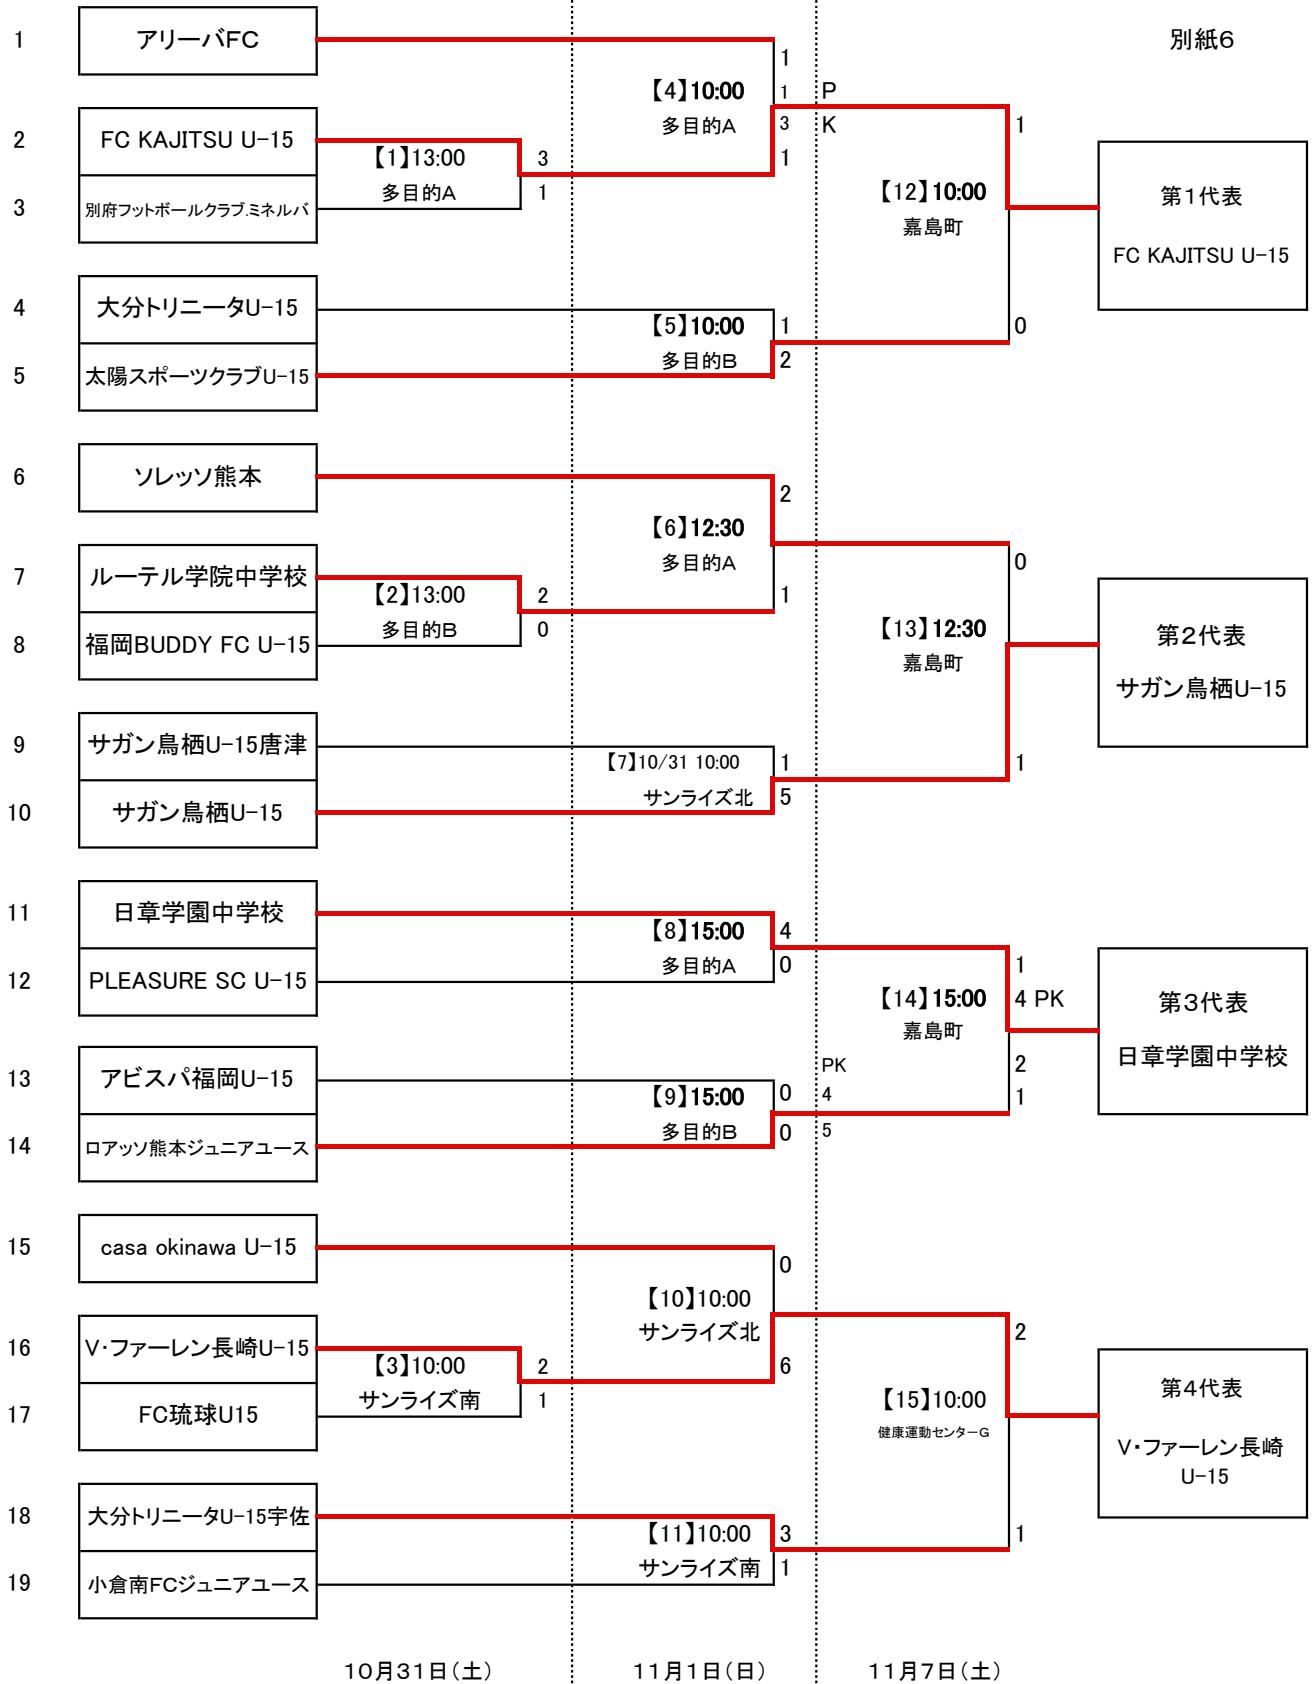 別紙6
1
アリーバFC
1
【4】10:00
多目的A
1
P
3
K
1
2
FC KAJITSU U-15
【1】13:00
多目的A
3
1
3
別府フットボールクラブ.ミネルバ
1
【12】10:00
嘉島町
第1代表
FC KAJITSU U-15
4
大分トリニータU-15
【5】10:00
多目的B
1
2
0
5
太陽スポーツクラブU-15
6
ソレッソ熊本
2
【6】12:30
多目的A
1
7
ルーテル学院中学校
【2】13:00
多目的B
2
0
8
福岡BUDDY FC U-15
0
【13】12:30
嘉島町
第2代表
サガン鳥栖U-15
9
サガン鳥栖U-15唐津
【7】10/31 10:00
サンライズ北
1
5
1
10
サガン鳥栖U-15
11
日章学園中学校
【8】15:00
多目的A
4
0
12
PLEASURE SC U-15
1
【14】15:00
嘉島町
4 PK
2
1
第3代表
日章学園中学校
13
アビスパ福岡U-15
【9】15:00
多目的B
0
0
PK
4
5
14
ロアッソ熊本ジュニアユース
15
casa okinawa U-15
0
【10】10:00
サンライズ北
6
16
V・ファーレン長崎U-15
【3】10:00
サンライズ南
2
1
17
FC琉球U15
2
【15】10:00
健康運動センターG
第4代表
V・ファーレン長崎
U-15
18
大分トリニータU-15宇佐
【11】10:00
サンライズ南
3
1
1
19
小倉南FCジュニアユース
10月31日(土)
11月1日(日)
11月7日(土)